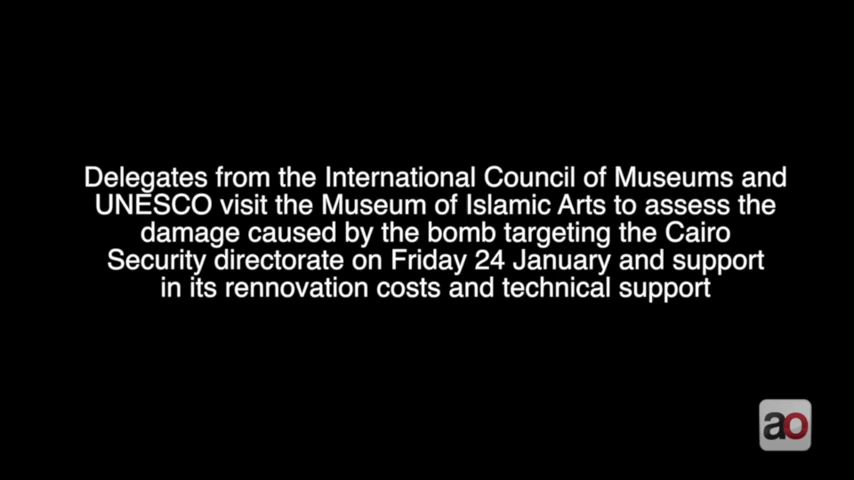 Delegates from the International Council of Museums and
UNESCO visit the Museum of Islamic Arts to assess the
damage caused by the bomb targeting the Cairo
Security directorate on Friday 24 January and support
in its rennovation costs and technical support
ao